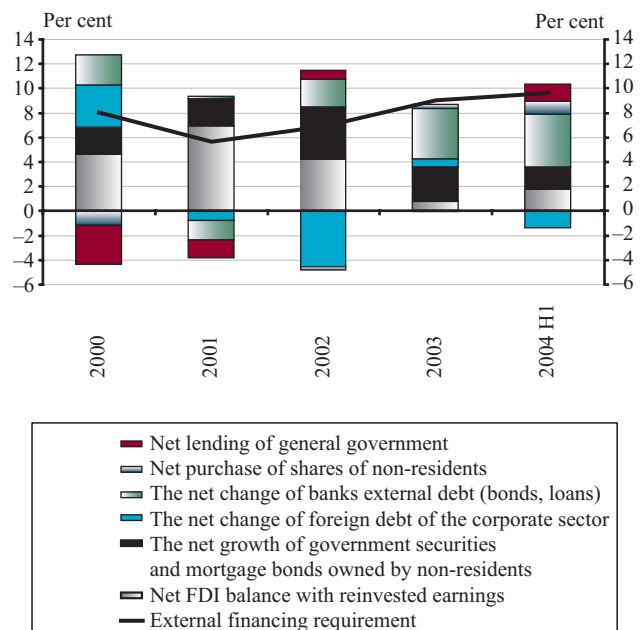 Per cent Per cent
14 14
12 12
10 10
8 8
6 6
4 4
2 2
0 0
–2 –2
–4 –4
–6 –6
2000 2001 2002 2003 2004 H1
Net lending of general government
Net purchase of shares of non-residents
The net change of banks external debt (bonds, loans)
The net change of foreign debt of the corporate sector
The net growth of government securities
and mortgage bonds owned by non-residents
Net FDI balance with reinvested earnings
External financing requirement